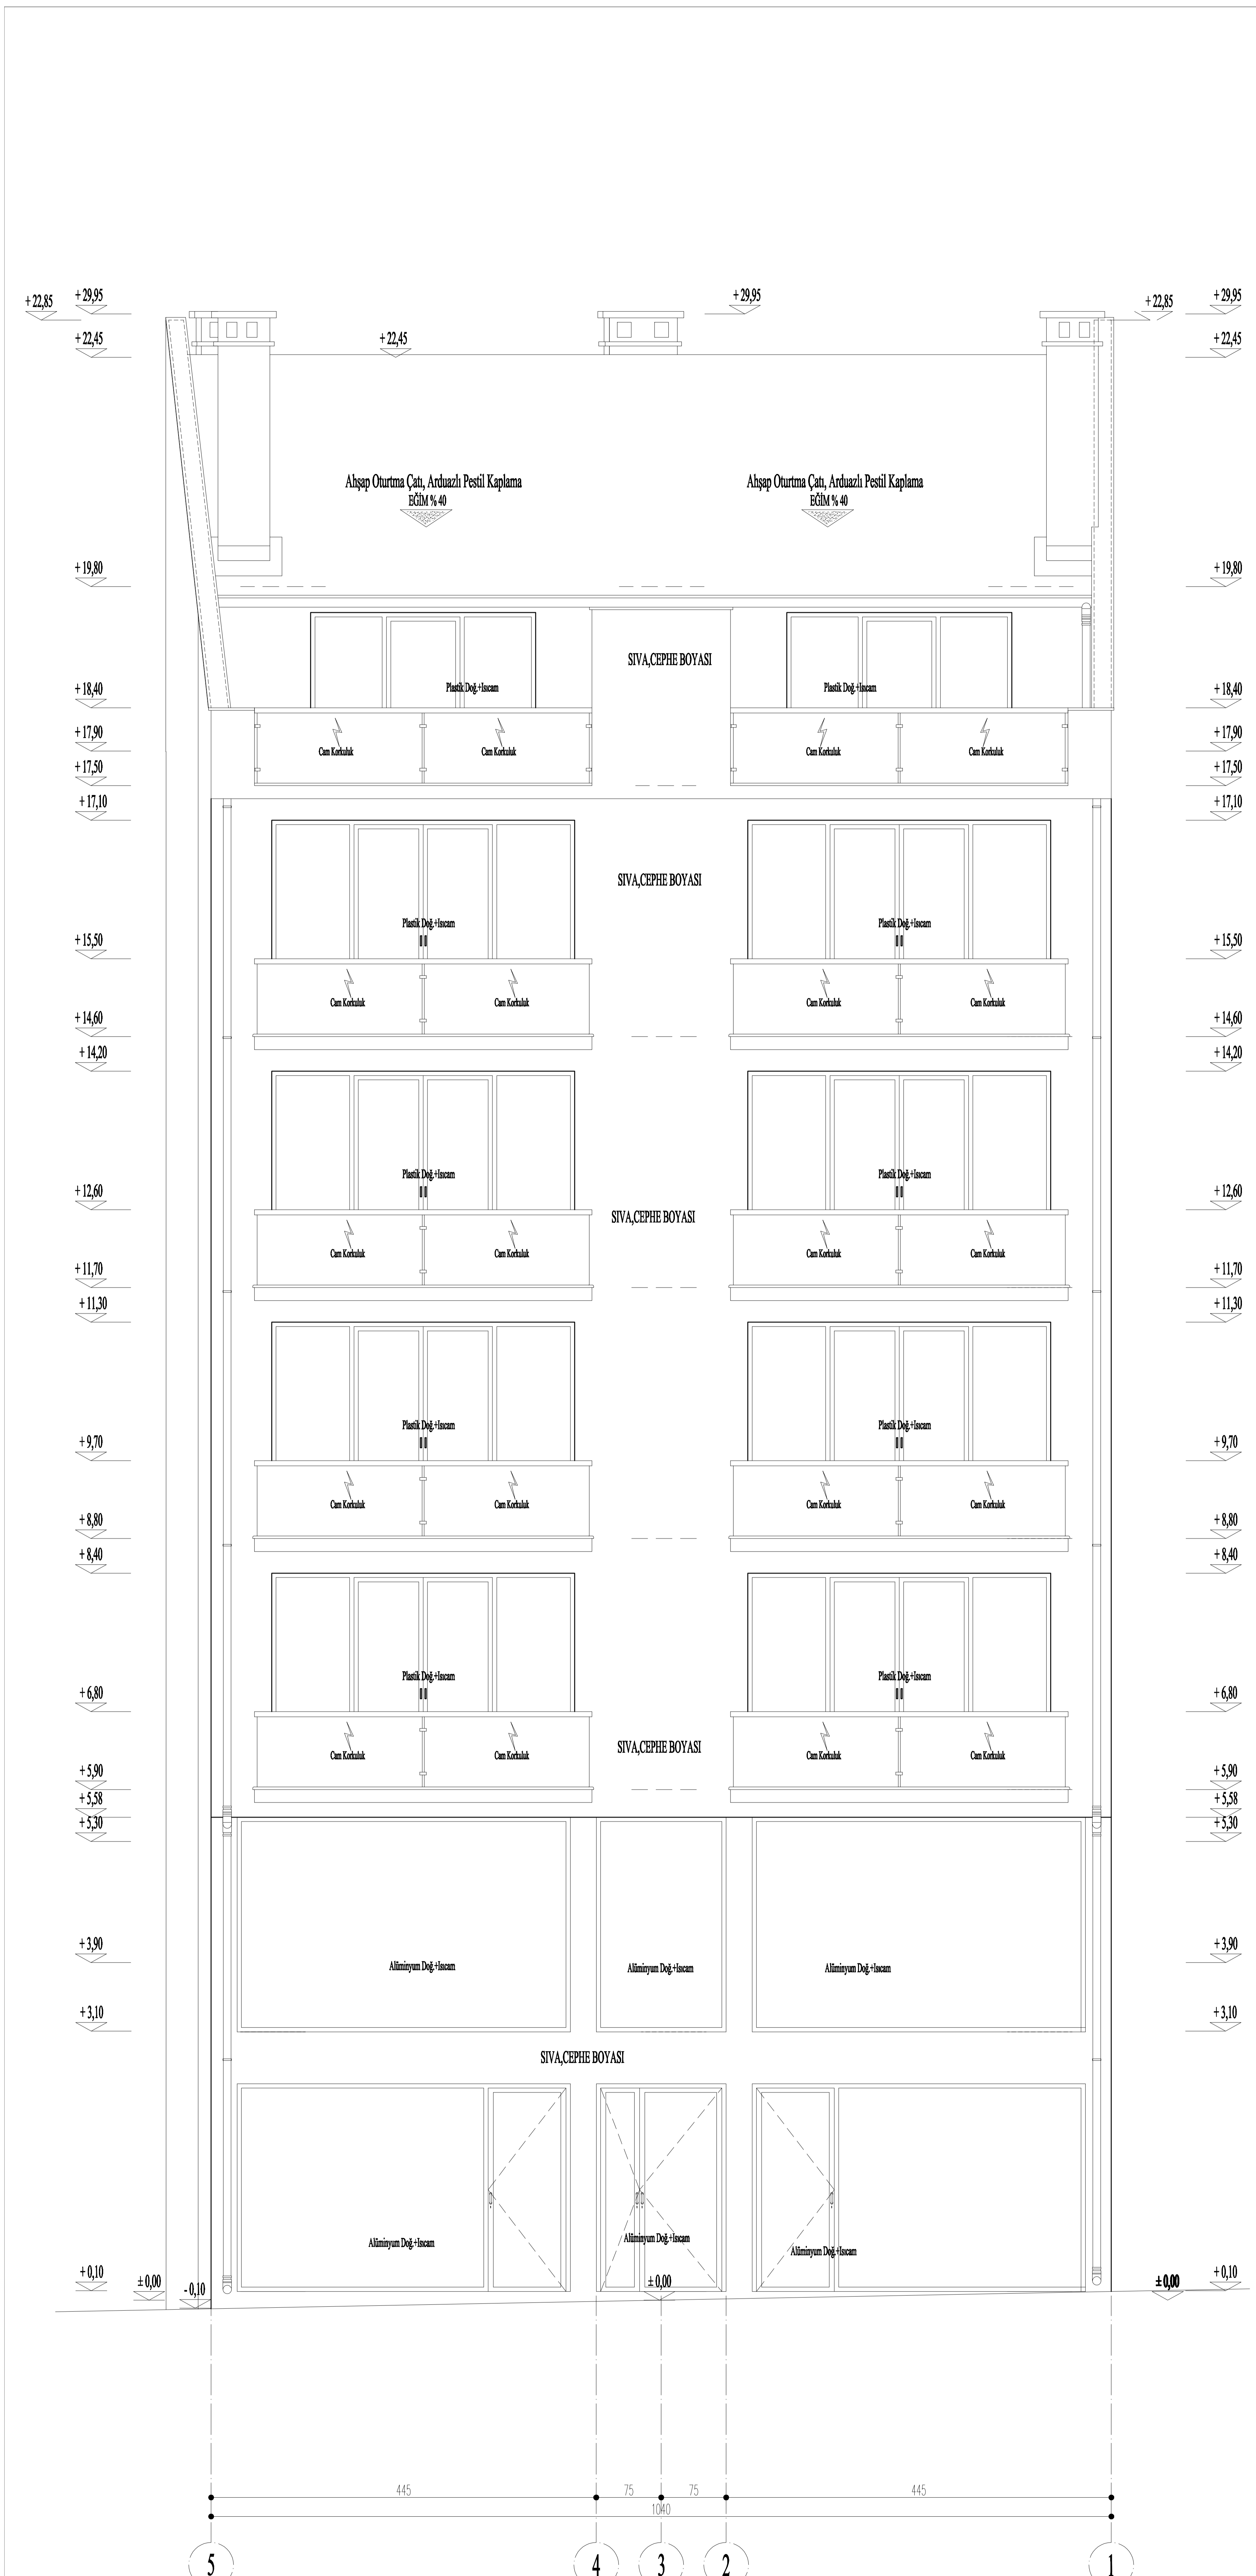 +29,95 +29,95 +29,95
+22,85 +22,85
+22,45 +22,45 +22,45
Ahşap Oturtma Çatı, Arduazlı Pestil Kaplama Ahşap Oturtma Çatı, Arduazlı Pestil Kaplama
EĞİM % 40 EĞİM % 40
+19,80 +19,80
SIVA,CEPHE BOYASI
+18,40 Plastik Doğ.+Isıcam Plastik Doğ.+Isıcam +18,40
+17,90 +17,90
Cam Korkuluk Cam Korkuluk Cam Korkuluk Cam Korkuluk
+17,50 +17,50
+17,10 +17,10
SIVA,CEPHE BOYASI
Plastik Doğ.+Isıcam Plastik Doğ.+Isıcam
+15,50 +15,50
Cam Korkuluk Cam Korkuluk Cam Korkuluk Cam Korkuluk
+14,60 +14,60
+14,20 +14,20
Plastik Doğ.+Isıcam Plastik Doğ.+Isıcam
+12,60 +12,60
SIVA,CEPHE BOYASI
Cam Korkuluk Cam Korkuluk Cam Korkuluk Cam Korkuluk
+11,70 +11,70
+11,30 +11,30
Plastik Doğ.+Isıcam Plastik Doğ.+Isıcam
+9,70 +9,70
Cam Korkuluk Cam Korkuluk Cam Korkuluk Cam Korkuluk
+8,80 +8,80
+8,40 +8,40
Plastik Doğ.+Isıcam Plastik Doğ.+Isıcam
+6,80 +6,80
SIVA,CEPHE BOYASI
Cam Korkuluk Cam Korkuluk Cam Korkuluk Cam Korkuluk
+5,90 +5,90
+5,58 +5,58
+5,30 +5,30
+3,90 +3,90
Alüminyum Doğ.+Isıcam Alüminyum Doğ.+Isıcam Alüminyum Doğ.+Isıcam
+3,10 +3,10
SIVA,CEPHE BOYASI
Alüminyum Doğ.+Isıcam Alüminyum Doğ.+Isıcam Alüminyum Doğ.+Isıcam
+0,10 +0,10
±0,00 ±0,00 ±0,00
-0,10
445 75 75 445
1040
5 4 3 2 1